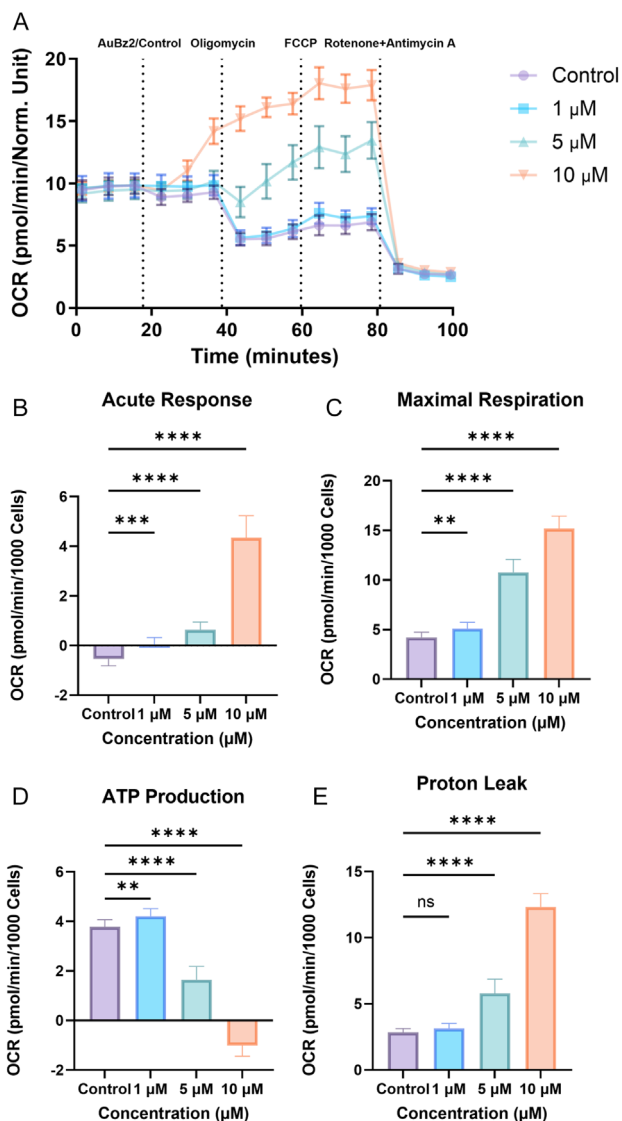 A
AuBz2/Control Oligomycin FCCP Rotenone+Antimycin A
OCR (pmol/min/Norm. Unit)
20
15
10
5
0
0 20 40 60 80 100
Time (minutes)
Control
1 µM
5 µM
10 µM
B
Acute Response
OCR (pmol/min/1000 Cells)
6
4
2
0
-2
****
****
***
Control 1 µM 5 µM 10 µM
Concentration (µM)
C
Maximal Respiration
OCR (pmol/min/1000 Cells)
20
15
10
5
0
****
****
**
Control 1 µM 5 µM 10 µM
Concentration (µM)
D
ATP Production
OCR (pmol/min/1000 Cells)
6
4
2
0
-2
****
****
**
Control 1 µM 5 µM 10 µM
Concentration (µM)
E
Proton Leak
OCR (pmol/min/1000 Cells)
15
10
5
0
****
****
ns
Control 1 µM 5 µM 10 µM
Concentration (µM)